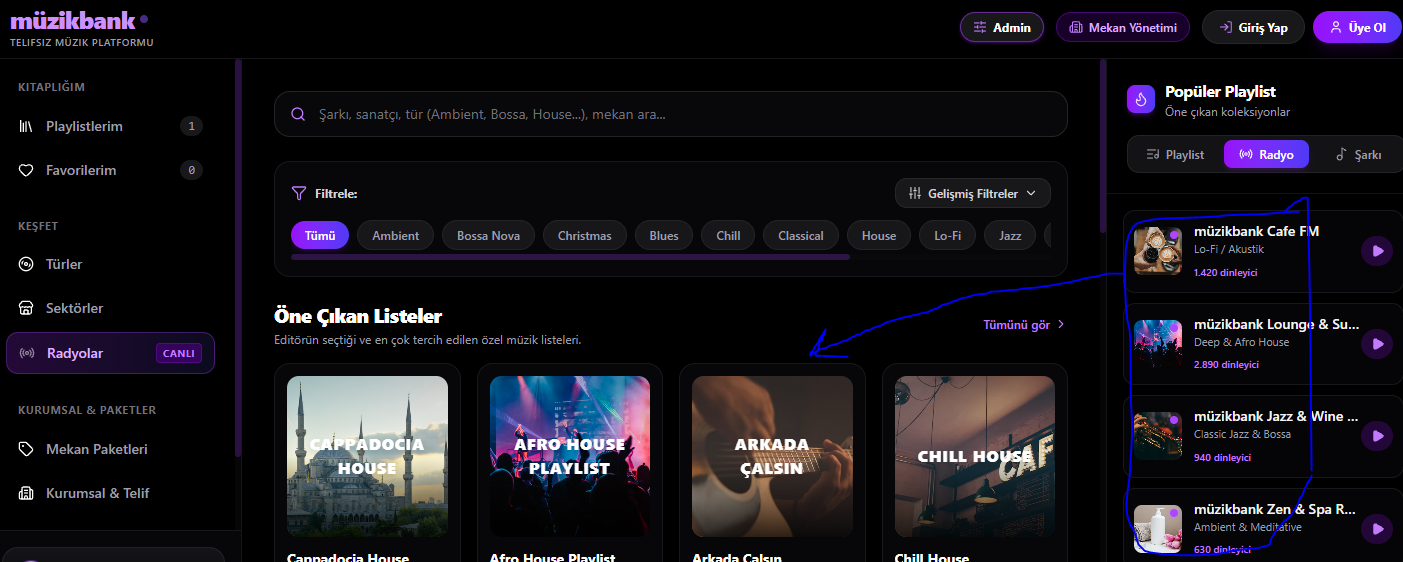 müzikbank
TELIFSIZ MÜZIK PLATFORMU
Admin
Mekan Yönetimi
Giriş Yap
Üye Ol
KITAPLIĞIM
Playlistlerim
1
Favorilerim
0
KEŞFET
Türler
Sektörler
Radyolar
CANLI
KURUMSAL & PAKETLER
Mekan Paketleri
Kurumsal & Telif
Şarkı, sanatçı, tür (Ambient, Bossa, House...), mekan ara...
Filtrele:
Gelişmiş Filtreler
Tümü
Ambient
Bossa Nova
Christmas
Blues
Chill
Classical
House
Lo-Fi
Jazz
Öne Çıkan Listeler
Editörün seçtiği ve en çok tercih edilen özel müzik listeleri.
Tümünü gör
CAPPADOCIA
HOUSE
Cappadocia House
AFRO HOUSE
PLAYLIST
Afro House Playlist
ARKADA
ÇALSIN
Arkada Çalsın
CHILL HOUSE
CAF
Chill House
Popüler Playlist
Öne çıkan koleksiyonlar
Playlist
Radyo
Şarkı
müzikbank Cafe FM
Lo-Fi / Akustik
1.420 dinleyici
müzikbank Lounge & Su...
Deep & Afro House
2.890 dinleyici
müzikbank Jazz & Wine ...
Classic Jazz & Bossa
940 dinleyici
müzikbank Zen & Spa R...
Ambient & Meditative
630 dinleyici